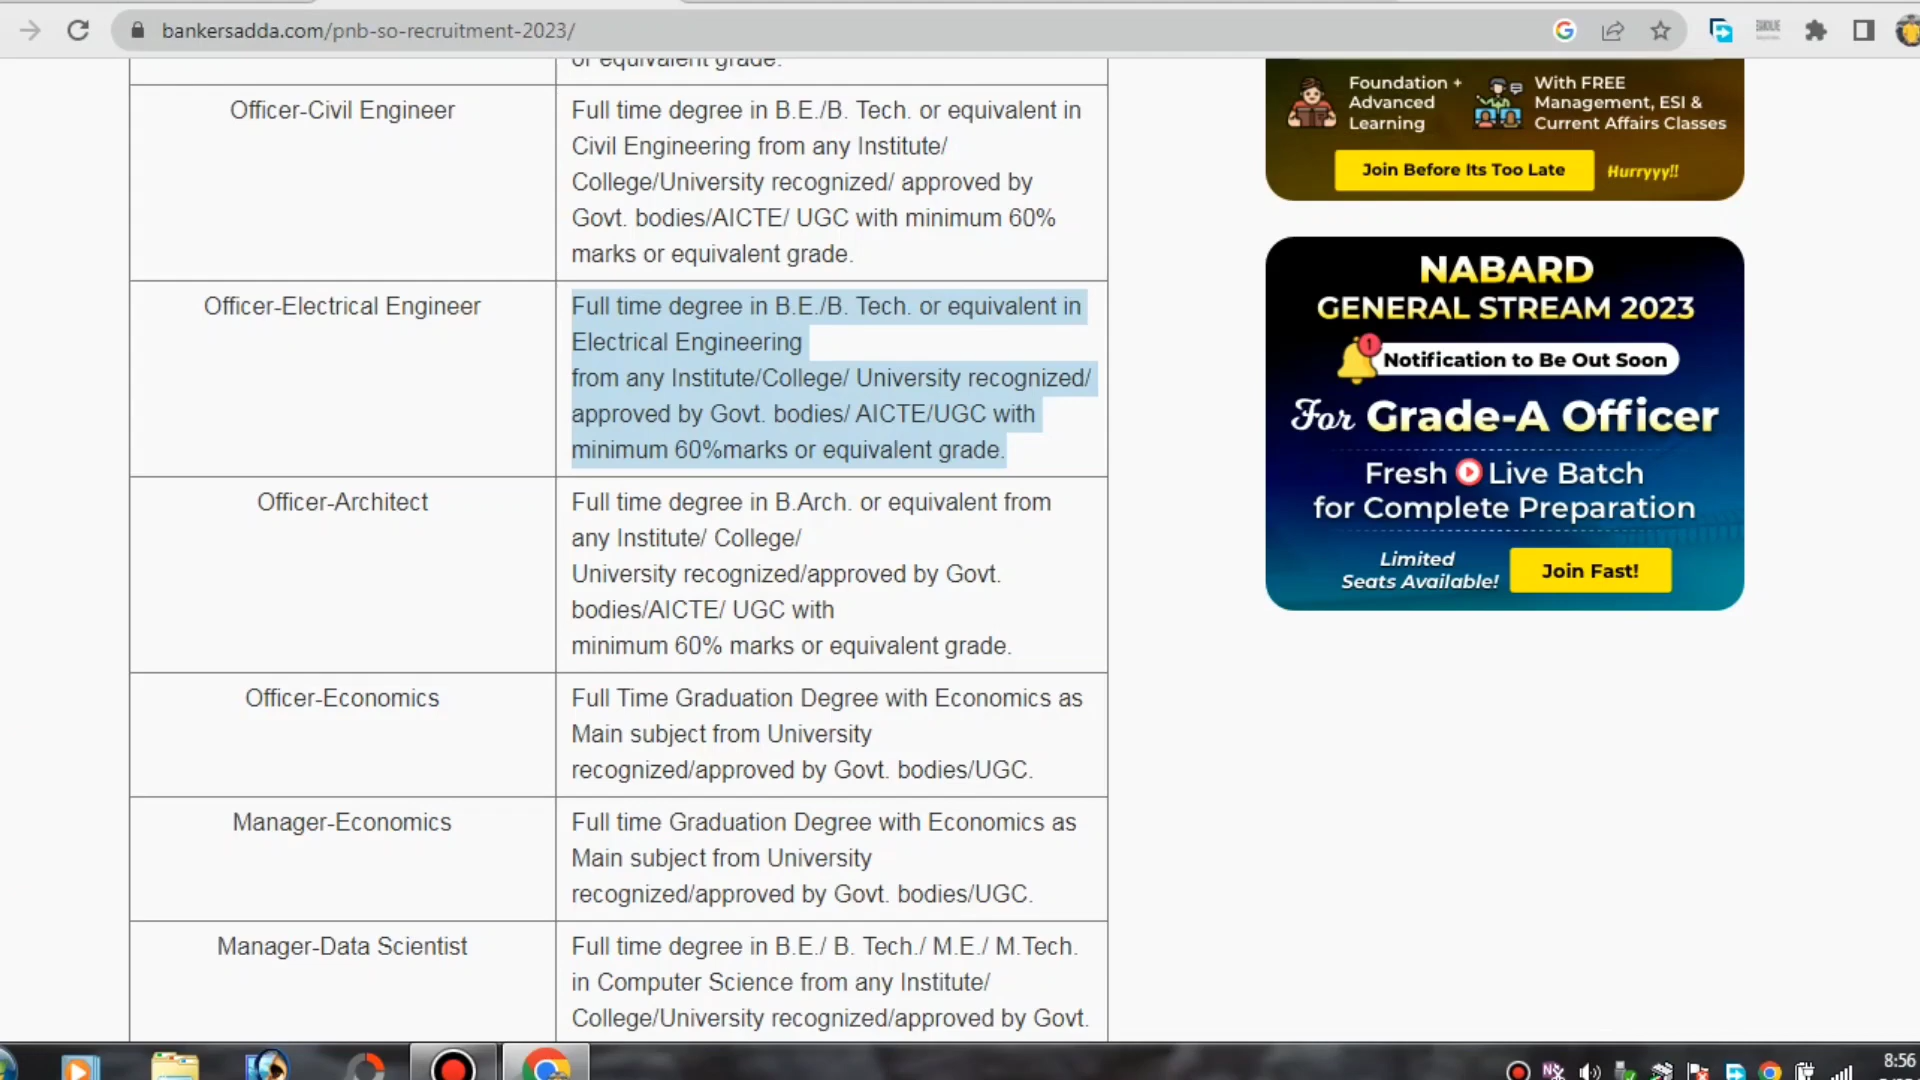 bankersadda.com/pnb-so-recruitment-2023/
or equivalent grade.
Officer-Civil Engineer
Full time degree in B.E./B. Tech. or equivalent in
Civil Engineering from any Institute/
College/University recognized/ approved by
Govt. bodies/AICTE/ UGC with minimum 60%
marks or equivalent grade.
Officer-Electrical Engineer
Full time degree in B.E./B. Tech. or equivalent in
Electrical Engineering
from any Institute/College/ University recognized/
approved by Govt. bodies/ AICTE/UGC with
minimum 60%marks or equivalent grade.
Officer-Architect
Full time degree in B.Arch. or equivalent from
any Institute/ College/
University recognized/approved by Govt.
bodies/AICTE/ UGC with
minimum 60% marks or equivalent grade.
Officer-Economics
Full Time Graduation Degree with Economics as
Main subject from University
recognized/approved by Govt. bodies/UGC.
Manager-Economics
Full time Graduation Degree with Economics as
Main subject from University
recognized/approved by Govt. bodies/UGC.
Manager-Data Scientist
Full time degree in B.E./ B. Tech./ M.E./ M.Tech.
in Computer Science from any Institute/
College/University recognized/approved by Govt.
Foundation +
Advanced
Learning
With FREE
Management, ESI &
Current Affairs Classes
Join Before Its Too Late
Hurryyy!!
NABARD
GENERAL STREAM 2023
1
Notification to Be Out Soon
For Grade-A Officer
Fresh Live Batch
for Complete Preparation
Limited
Seats Available!
Join Fast!
8:56